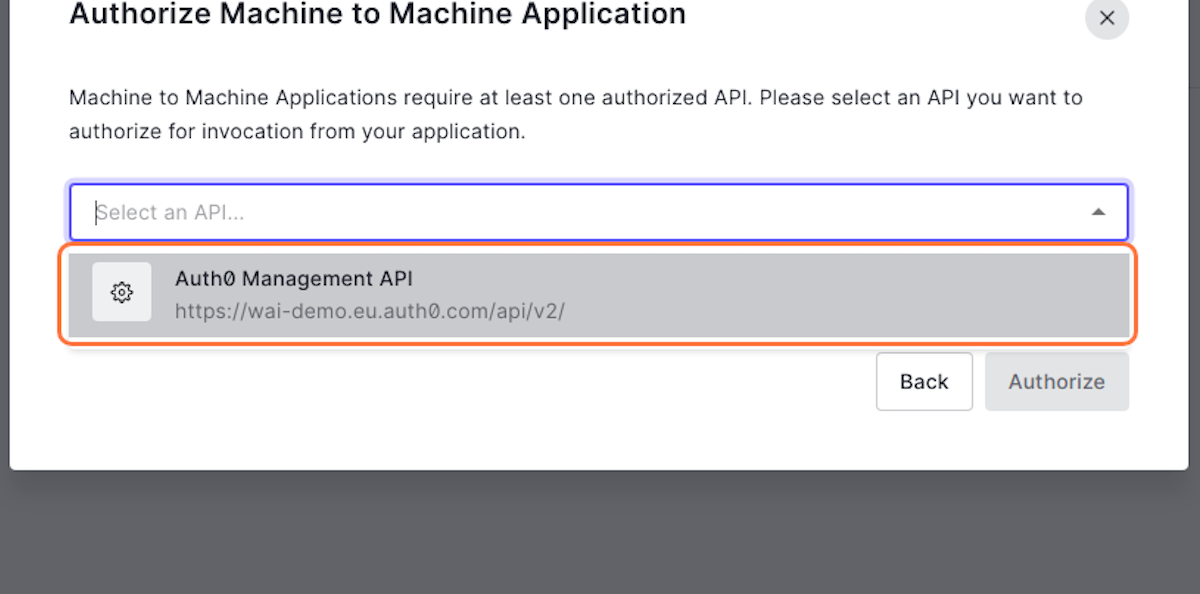 Authorize Machine to Machine Application
Machine to Machine Applications require at least one authorized API. Please select an API you want to
authorize for invocation from your application.
Select an API...
Auth0 Management API
https://wai-demo.eu.auth0.com/api/v2/
Back
Authorize